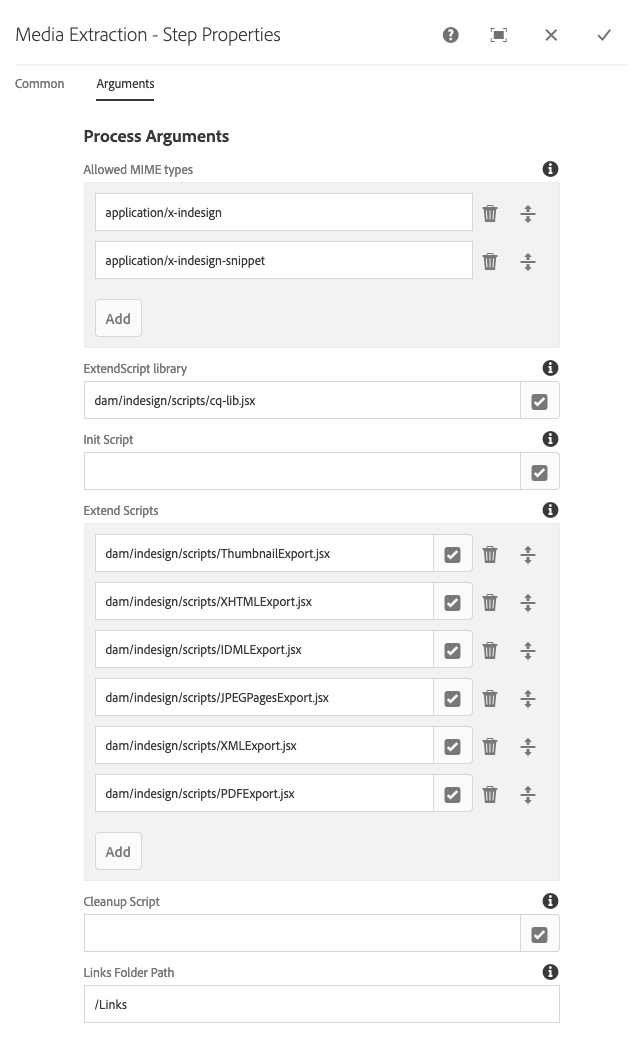 Media Extraction - Step Properties
Common Arguments
Process Arguments
Allowed MIME types
application/x-indesign
application/x-indesign-snippet
Add
ExtendScript library
dam/indesign/scripts/cq-lib.jsx
Init Script
Extend Scripts
dam/indesign/scripts/ThumbnailExport.jsx
dam/indesign/scripts/XHTMLExport.jsx
dam/indesign/scripts/IDMLExport.jsx
dam/indesign/scripts/JPEGPagesExport.jsx
dam/indesign/scripts/XMLExport.jsx
dam/indesign/scripts/PDFExport.jsx
Add
Cleanup Script
Links Folder Path
/Links